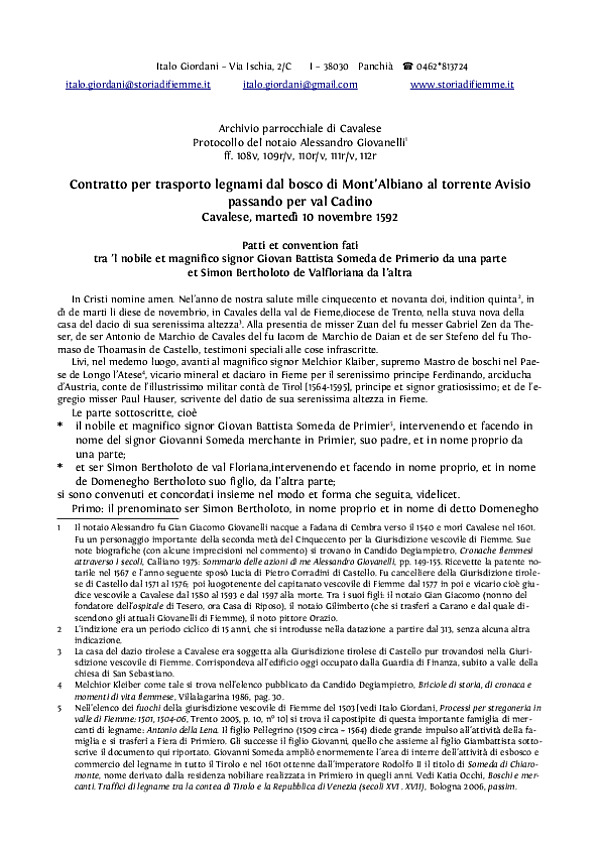 Italo Giordani – Via Ischia, 2/C I – 38030 Panchià ☎ 0462*813724
italo.giordani@storiadifiemme.it italo.giordani@gmail.com www.storiadifiemme.it
Archivio parrocchiale di Cavalese
Protocollo del notaio Alessandro Giovanelli¹
ff. 108v, 109r/v, 110r/v, 111r/v, 112r
Contratto per trasporto legnami dal bosco di Mont'Albiano al torrente Avisio
passando per val Cadino
Cavalese, martedì 10 novembre 1592
Patti et convention fati
tra 'l nobile et magnifico signor Giovan Battista Someda de Primerio da una parte
et Simon Bertholoto de Valfloriana da l'altra
In Cristi nomine amen. Nel'anno de nostra salute mille cinquecento et novanta doi, indition quinta², in
dì de marti li diese de novembrio, in Cavales della val de Fieme,diocese de Trento, nella stuva nova della
casa del dacio di sua serenissima altezza³. Alla presentia de misser Zuan del fu messer Gabriel Zen da The-
ser, de ser Antonio de Marchio de Cavales del fu Iacom de Marchio de Daian et de ser Stefeno del fu Tho-
maso de Thoamasin de Castello, testimoni speciali alle cose infrascritte.
Livi, nel medemo luogo, avanti al magnifico signor Melchior Klaiber, supremo Mastro de boschi nel Pae-
se de Longo l'Atese⁴, vicario mineral et daciaro in Fieme per il serenissimo principe Ferdinando, arciducha
d'Austria, conte de l'illustrissimo militar contà de Tirol [1564-1595], principe et signor gratiosissimo; et de l'e-
gregio misser Paul Hauser, scrivente del datio de sua serenissima altezza in Fieme.
Le parte sottoscritte, cioè
* il nobile et magnifico signor Giovan Battista Someda de Primier⁵, intervenendo et facendo in
nome del signor Giovanni Someda merchante in Primier, suo padre, et in nome proprio da
una parte;
* et ser Simon Bertholoto de val Floriana,intervenendo et facendo in nome proprio, et in nome
de Domenegho Bertholoto suo figlio, da l'altra parte;
si sono convenuti et concordati insieme nel modo et forma che seguita, videlicet.
Primo: il prenominato ser Simon Bertholoto, in nome proprio et in nome di detto Domenegho
1 Il notaio Alessandro fu Gian Giacomo Giovanelli nacque a Fadana di Cembra verso il 1540 e morì Cavalese nel 1601.
Fu un personaggio importante della seconda metà del Cinquecento per la Giurisdizione vescovile di Fiemme. Sue
note biografiche (con alcune imprecisioni nel commento) si trovano in Candido Degiampietro, Cronache fiemmesi
attraverso i secoli, Calliano 1975: Sommario delle azioni di me Alessandro Giovanelli, pp. 149-155. Ricevette la patente no-
tarile nel 1567 e l'anno seguente sposò Lucia di Pietro Corradini di Castello. Fu cancelliere della Giurisdizione tirole-
se di Castello dal 1571 al 1576; poi luogotenente del capitanato vescovile di Fiemme dal 1577 in poi e vicario cioè giu-
dice vescovile a Cavalese dal 1580 al 1593 e dal 1597 alla morte. Tra i suoi figli: il notaio Gian Giacomo (nonno del
fondatore dell'ospitale di Tesero, ora Casa di Riposo), il notaio Gilimberto (che si trasferì a Carano e dal quale di-
scendono gli attuali Giovanelli di Fiemme), il noto pittore Orazio.
2 L'indizione era un periodo ciclico di 15 anni, che si introdusse nella datazione a partire dal 313, senza alcuna altra
indicazione.
3 La casa del dazio tirolese a Cavalese era soggetta alla Giurisdizione tirolese di Castello pur trovandosi nella Giuri-
sdizione vescovile di Fiemme. Corrispondeva all'edificio oggi occupato dalla Guardia di Finanza, subito a valle della
chiesa di San Sebastiano.
4 Melchior Kleiber come tale si trova nell'elenco pubblicato da Candido Degiampietro, Briciole di storia, di cronaca e
momenti di vita fiemmese, Villalagarina 1986, pag. 30.
5 Nell'elenco dei fuochi della giurisdizione vescovile di Fiemme del 1503 [vedi Italo Giordani, Processi per stregoneria in
valle di Fiemme: 1501, 1504-06, Trento 2005, p. 10, n° 10] si trova il capostipite di questa importante famiglia di mer-
canti di legname: Antonio della Lena. Il figlio Pellegrino (1509 circa – 1564) diede grande impulso all'attività della fa-
miglia e si trasferì a Fiera di Primiero. Gli successe il figlio Giovanni, quello che assieme al figlio Giambattista sotto-
scrive il documento qui riportato. Giovanni Someda ampliò enormemente l'area di interre dell'attività di esbosco e
commercio del legname in tutto il Tirolo e nel 1601 ottenne dall'imperatore Rodolfo II il titolo di Someda di Chiaro-
monte, nome derivato dalla residenza nobiliare realizzata in Primiero in quegli anni. Vedi Katia Occhi, Boschi e mer-
canti. Traffici di legname tra la contea di Tirolo e la Repubblica di Venezia (secoli XVI . XVII), Bologna 2006, passim.